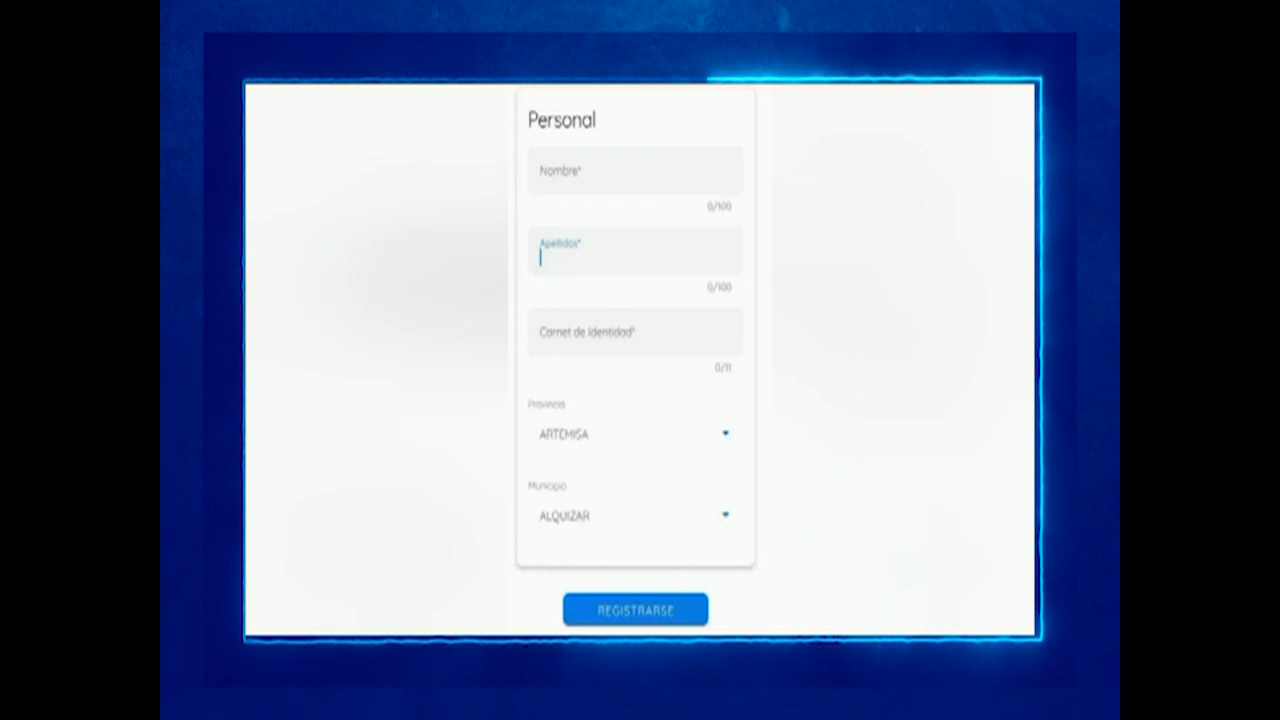 Personal
Nombre*
0/100
Apellidos*
0/100
Carnet de Identidad*
0/11
Provincia
ARTEMISA
Municipio
ALQUIZAR
REGISTRARSE